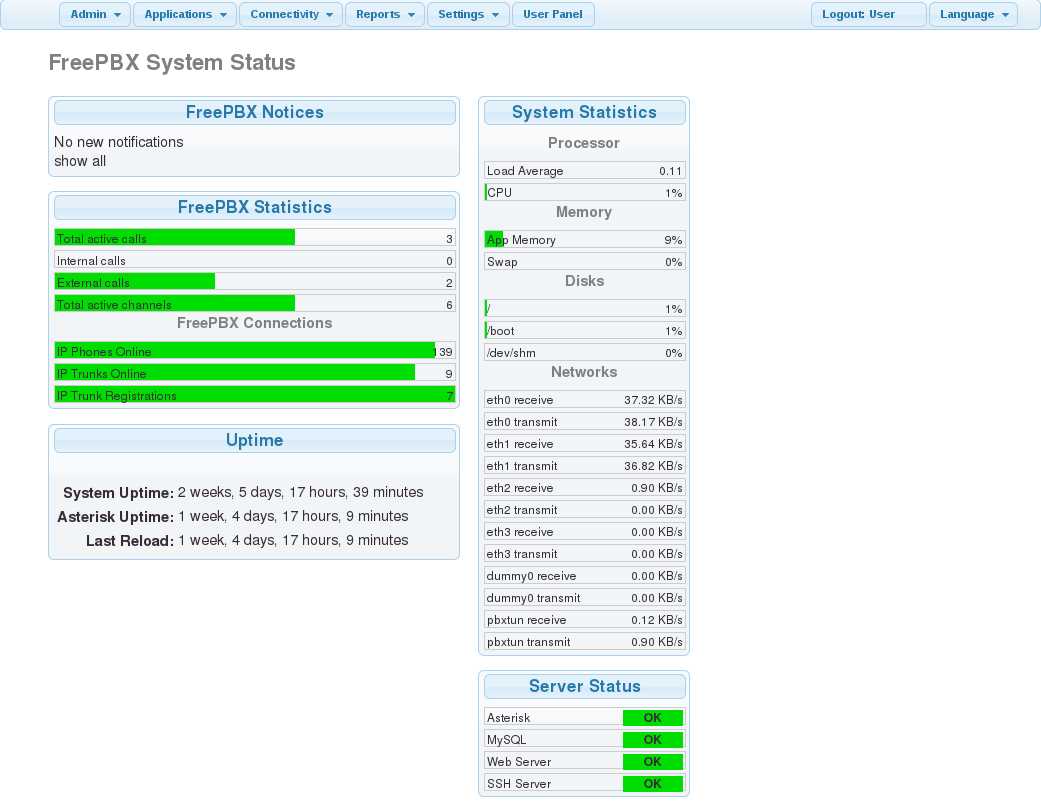 Admin Applications Connectivity Reports Settings User Panel Logout: User Language
FreePBX System Status
FreePBX Notices
No new notifications
show all
FreePBX Statistics
Total active calls 3
Internal calls 0
External calls 2
Total active channels 6
FreePBX Connections
IP Phones Online 139
IP Trunks Online 9
IP Trunk Registrations 7
Uptime
System Uptime: 2 weeks, 5 days, 17 hours, 39 minutes
Asterisk Uptime: 1 week, 4 days, 17 hours, 9 minutes
Last Reload: 1 week, 4 days, 17 hours, 9 minutes
System Statistics
Processor
Load Average 0.11
CPU 1%
Memory
App Memory 9%
Swap 0%
Disks
/ 1%
/boot 1%
/dev/shm 0%
Networks
eth0 receive 37.32 KB/s
eth0 transmit 38.17 KB/s
eth1 receive 35.64 KB/s
eth1 transmit 36.82 KB/s
eth2 receive 0.90 KB/s
eth2 transmit 0.00 KB/s
eth3 receive 0.00 KB/s
eth3 transmit 0.00 KB/s
dummy0 receive 0.00 KB/s
dummy0 transmit 0.00 KB/s
pbxtun receive 0.12 KB/s
pbxtun transmit 0.90 KB/s
Server Status
Asterisk OK
MySQL OK
Web Server OK
SSH Server OK